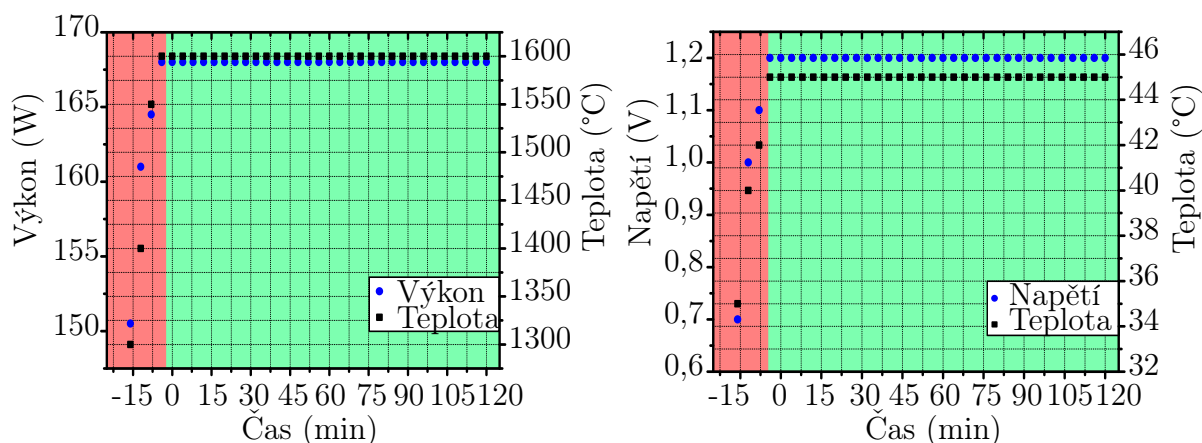 170
165
160
155
150
Výkon (W)
1600
1550
1500
1450
1400
1350
1300
Teplota (°C)
Výkon
Teplota
-15 0 15 30 45 60 75 90 105 120
Čas (min)
1,2
1,1
1,0
0,9
0,8
0,7
0,6
Napětí (V)
46
44
42
40
38
36
34
32
Teplota (°C)
Napětí
Teplota
-15 0 15 30 45 60 75 90 105 120
Čas (min)